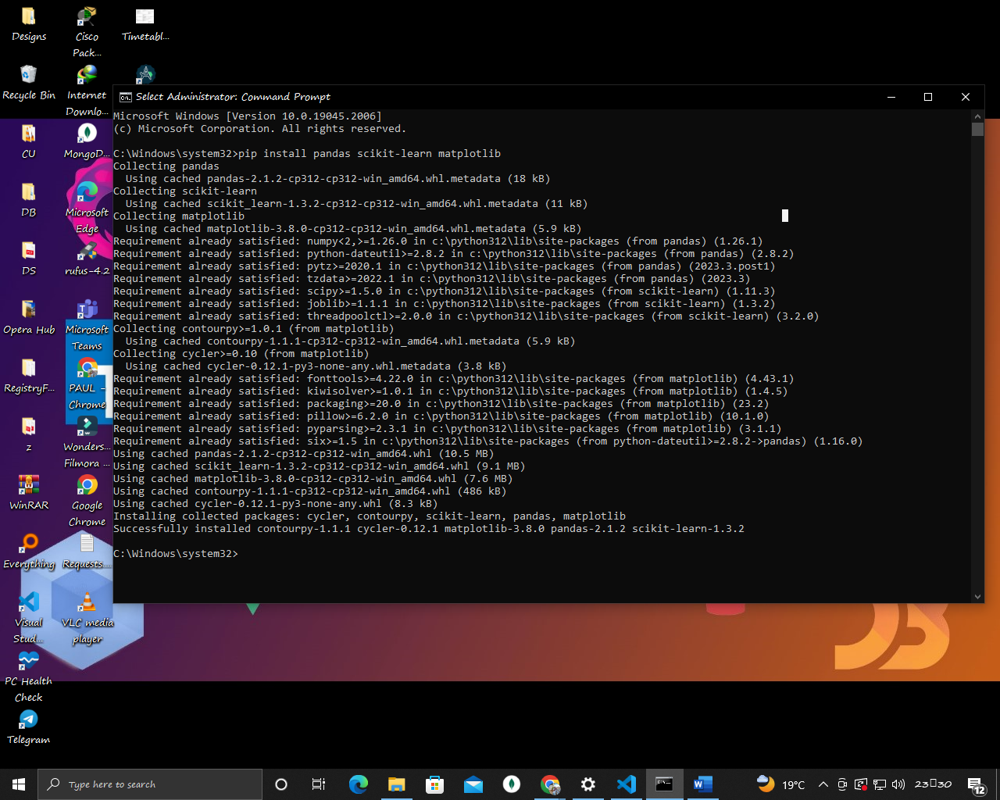 Designs
Cisco
Pack...
Timetabl...
Recycle Bin
Internet
Downlo...
Select Administrator: Command Prompt
Microsoft Windows [Version 10.0.19045.2006]
(c) Microsoft Corporation. All rights reserved.
C:\Windows\system32>pip install pandas scikit-learn matplotlib
Collecting pandas
  Using cached pandas-2.1.2-cp312-cp312-win_amd64.whl.metadata (18 kB)
Collecting scikit-learn
  Using cached scikit_learn-1.3.2-cp312-cp312-win_amd64.whl.metadata (11 kB)
Collecting matplotlib
  Using cached matplotlib-3.8.0-cp312-cp312-win_amd64.whl.metadata (5.9 kB)
Requirement already satisfied: numpy<2,>=1.26.0 in c:\python312\lib\site-packages (from pandas) (1.26.1)
Requirement already satisfied: python-dateutil>=2.8.2 in c:\python312\lib\site-packages (from pandas) (2.8.2)
Requirement already satisfied: pytz>=2020.1 in c:\python312\lib\site-packages (from pandas) (2023.3.post1)
Requirement already satisfied: tzdata>=2022.1 in c:\python312\lib\site-packages (from pandas) (2023.3)
Requirement already satisfied: scipy>=1.5.0 in c:\python312\lib\site-packages (from scikit-learn) (1.11.3)
Requirement already satisfied: joblib>=1.1.1 in c:\python312\lib\site-packages (from scikit-learn) (1.3.2)
Requirement already satisfied: threadpoolctl>=2.0.0 in c:\python312\lib\site-packages (from scikit-learn) (3.2.0)
Collecting contourpy>=1.0.1 (from matplotlib)
  Using cached contourpy-1.1.1-cp312-cp312-win_amd64.whl.metadata (5.9 kB)
Collecting cycler>=0.10 (from matplotlib)
  Using cached cycler-0.12.1-py3-none-any.whl.metadata (3.8 kB)
Requirement already satisfied: fonttools>=4.22.0 in c:\python312\lib\site-packages (from matplotlib) (4.43.1)
Requirement already satisfied: kiwisolver>=1.0.1 in c:\python312\lib\site-packages (from matplotlib) (1.4.5)
Requirement already satisfied: packaging>=20.0 in c:\python312\lib\site-packages (from matplotlib) (23.2)
Requirement already satisfied: pillow>=6.2.0 in c:\python312\lib\site-packages (from matplotlib) (10.1.0)
Requirement already satisfied: pyparsing>=2.3.1 in c:\python312\lib\site-packages (from matplotlib) (3.1.1)
Requirement already satisfied: six>=1.5 in c:\python312\lib\site-packages (from python-dateutil>=2.8.2->pandas) (1.16.0)
Using cached pandas-2.1.2-cp312-cp312-win_amd64.whl (10.5 MB)
Using cached scikit_learn-1.3.2-cp312-cp312-win_amd64.whl (9.1 MB)
Using cached matplotlib-3.8.0-cp312-cp312-win_amd64.whl (7.6 MB)
Using cached contourpy-1.1.1-cp312-cp312-win_amd64.whl (486 kB)
Using cached cycler-0.12.1-py3-none-any.whl (8.3 kB)
Installing collected packages: cycler, contourpy, scikit-learn, pandas, matplotlib
Successfully installed contourpy-1.1.1 cycler-0.12.1 matplotlib-3.8.0 pandas-2.1.2 scikit-learn-1.3.2
C:\Windows\system32>
CU
MongoD...
DB
Microsoft
Edge
DS
rufus-4.2
Opera Hub
Microsoft
Teams
RegistryF...
PAUL -
Chrome
z
Wonders...
Filmora ...
WinRAR
Google
Chrome
Everything
Requests....
Visual
Stud...
VLC media
player
PC Health
Check
Telegram
Type here to search
19°C
23▯30
12